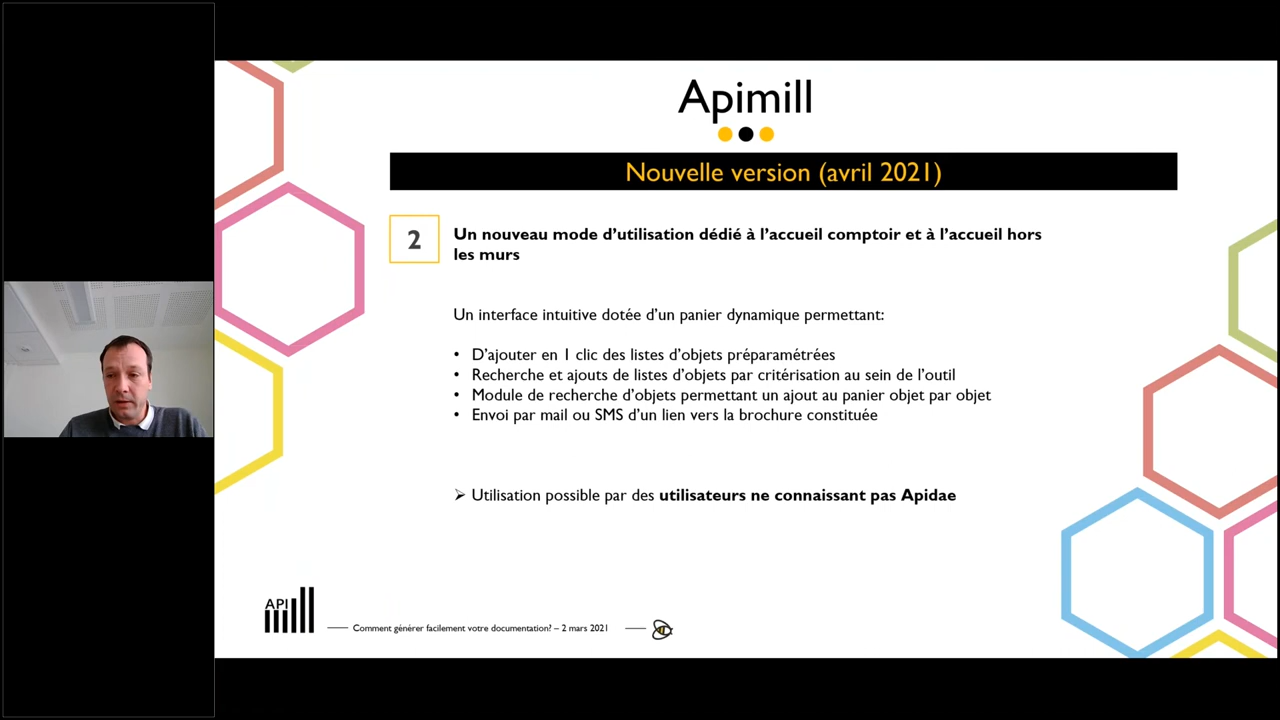 Apimill
Nouvelle version (avril 2021)
2
Un nouveau mode d’utilisation dédié à l’accueil comptoir et à l’accueil hors
les murs
Un interface intuitive dotée d’un panier dynamique permettant:
• D’ajouter en 1 clic des listes d’objets préparamétrées
• Recherche et ajouts de listes d’objets par critérisation au sein de l’outil
• Module de recherche d’objets permettant un ajout au panier objet par objet
• Envoi par mail ou SMS d’un lien vers la brochure constituée
➢ Utilisation possible par des utilisateurs ne connaissant pas Apidae
API
Comment générer facilement votre documentation? – 2 mars 2021